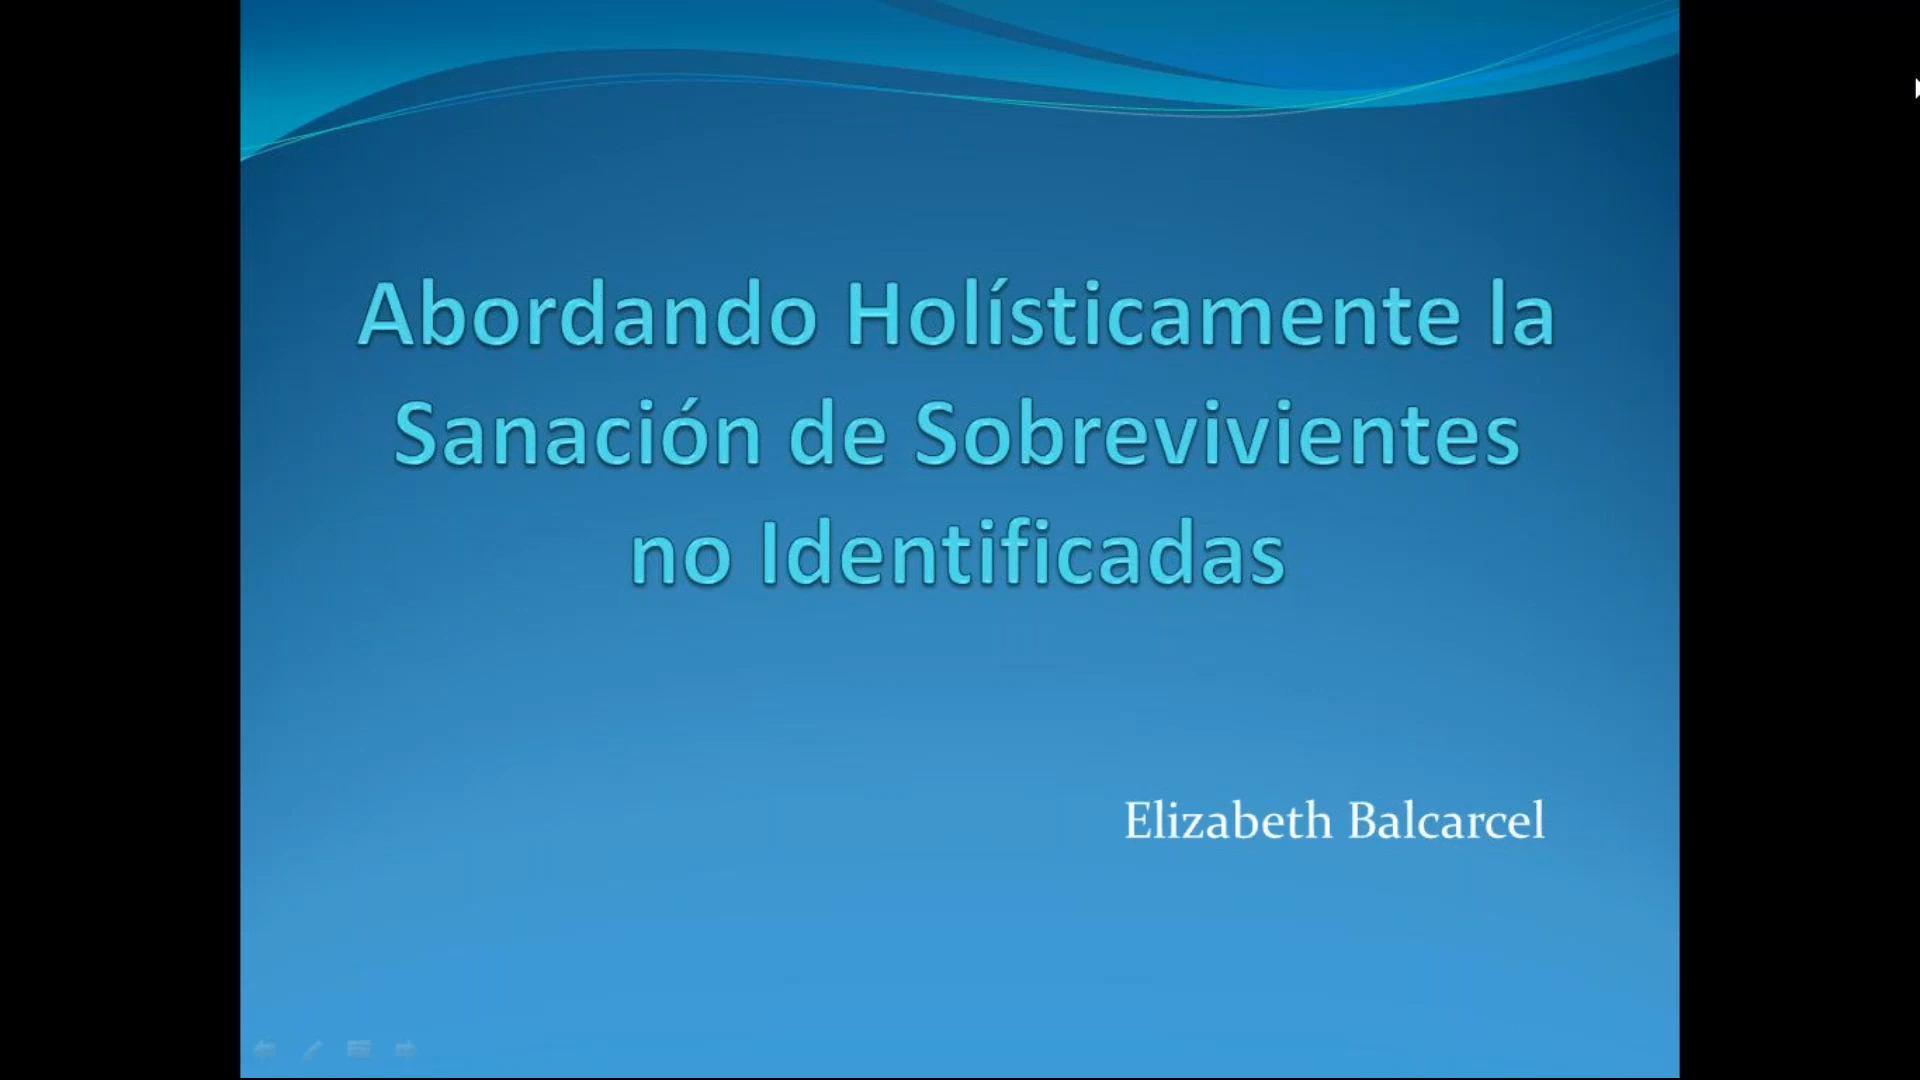 Abordando Holísticamente la
Sanación de Sobrevivientes
no Identificadas
Elizabeth Balcarcel